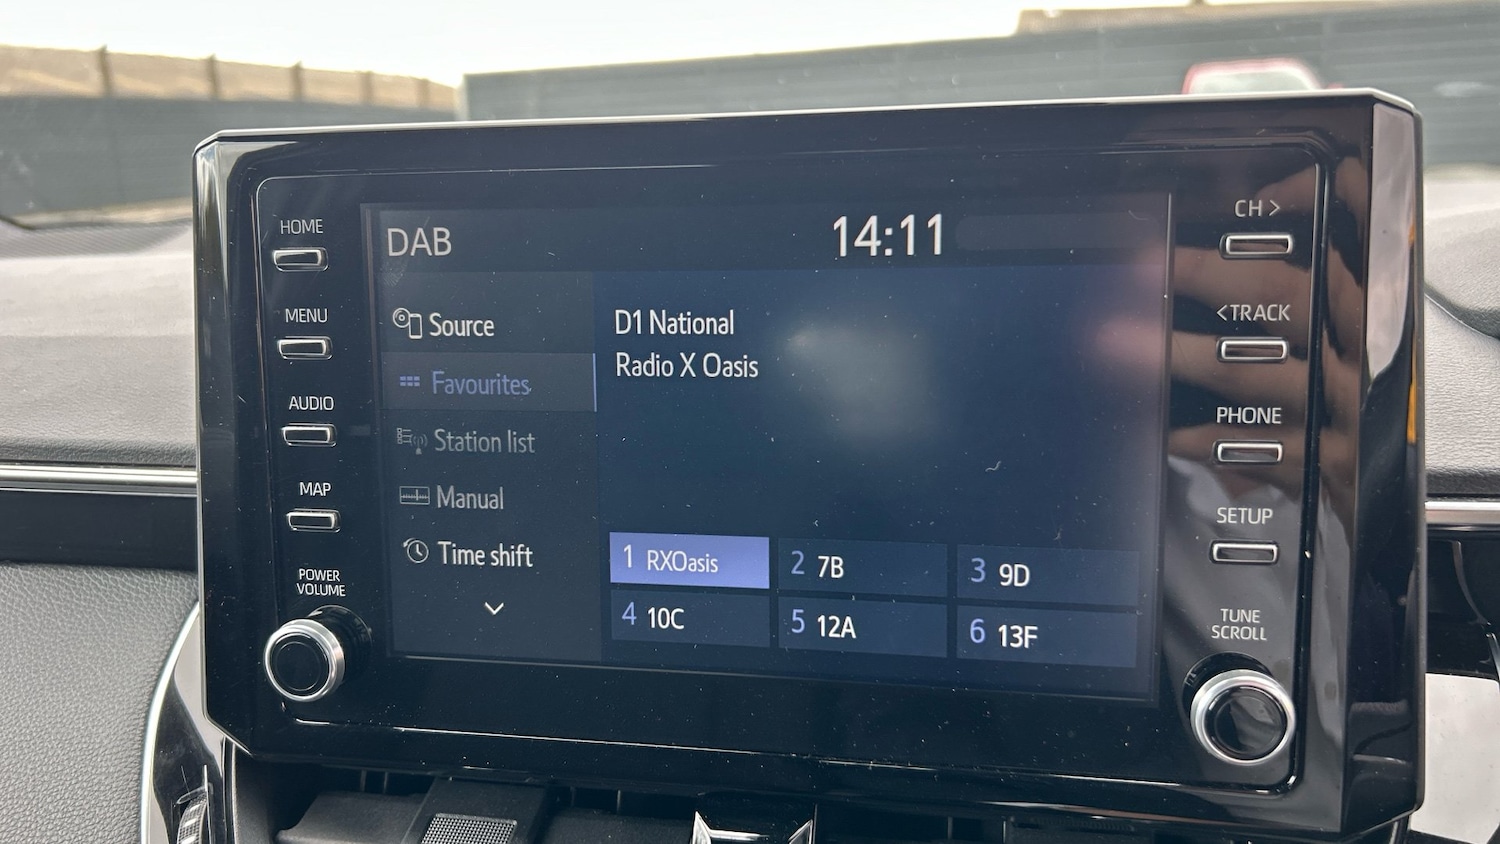 HOME
MENU
AUDIO
MAP
POWER
VOLUME
DAB
14:11
Source
Favourites
Station list
Manual
Time shift
D1 National
Radio X Oasis
1 RXOasis
2 7B
3 9D
4 10C
5 12A
6 13F
CH >
<TRACK
PHONE
SETUP
TUNE
SCROLL